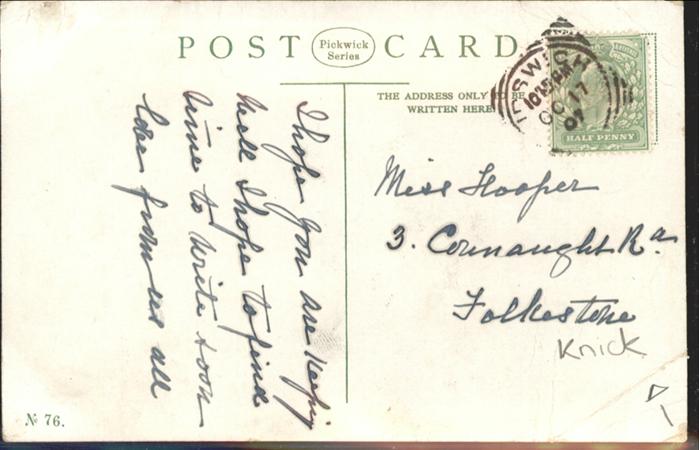 POST CARD
Pickwick
Series
THE ADDRESS ONLY TO BE
WRITTEN HERE
IPSWICH
OC 17
07
HALF PENNY
I hope you are keeping
well I hope to find
time to write soon
love from us all
Miss Hooper
3. Connaught Rd
Folkestone
Knick
No 76.